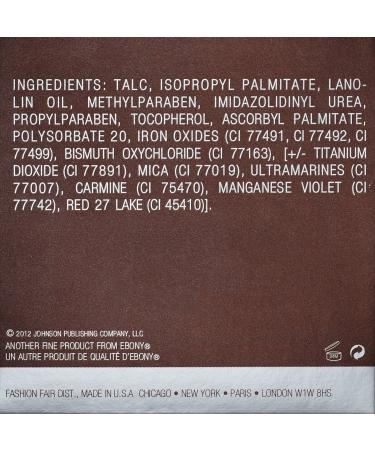 INGREDIENTS: TALC, ISOPROPYL PALMITATE, LANO-
LIN OIL, METHYLPARABEN, IMIDAZOLIDINYL UREA,
PROPYLPARABEN, TOCOPHEROL, ASCORBYL PALMITATE,
POLYSORBATE 20, IRON OXIDES (CI 77491, CI 77492, CI
77499), BISMUTH OXYCHLORIDE (CI 77163), [+/- TITANIUM
DIOXIDE (CI 77891), MICA (CI 77019), ULTRAMARINES (CI
77007), CARMINE (CI 75470), MANGANESE VIOLET (CI
77742), RED 27 LAKE (CI 45410)].
© 2012 JOHNSON PUBLISHING COMPANY, LLC
ANOTHER FINE PRODUCT FROM EBONY®
UN AUTRE PRODUIT DE QUALITÉ D'EBONY®
24M
FASHION FAIR DIST., MADE IN U.S.A CHICAGO • NEW YORK • PARIS • LONDON W1W 8HS